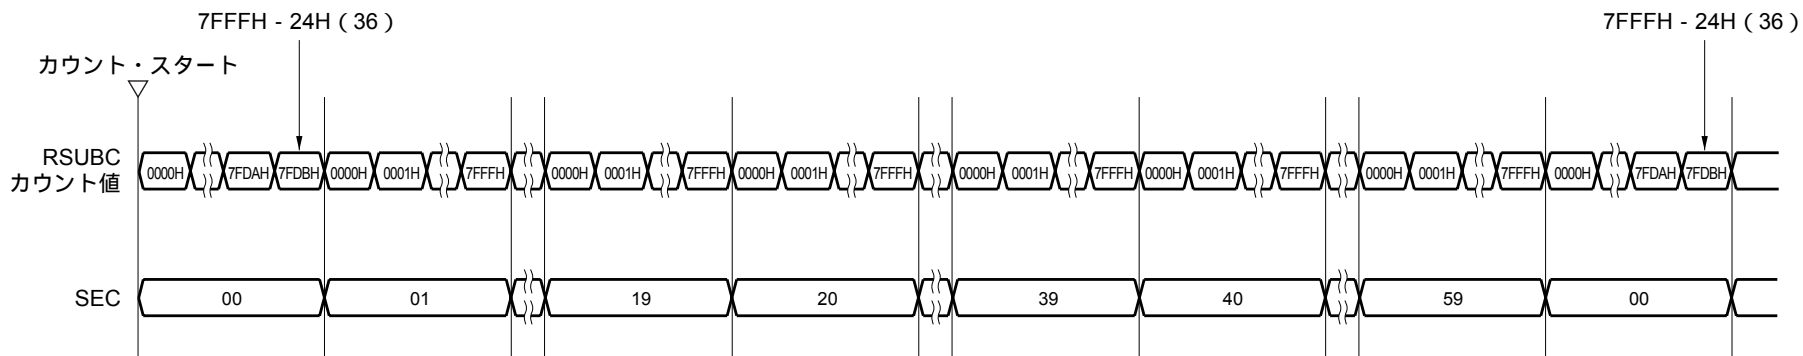 7FFFH - 24H ( 36 ) 7FFFH - 24H ( 36 )
カウント・スタート
RSUBC
カウント値
0000H 7FDAH 7FDBH 0000H 0001H 7FFFH 0000H 0001H 7FFFH 0000H 0001H 7FFFH 0000H 0001H 7FFFH 0000H 0001H 7FFFH 0000H 0001H 7FFFH 0000H 7FDAH 7FDBH
SEC 00 01 19 20 39 40 59 00